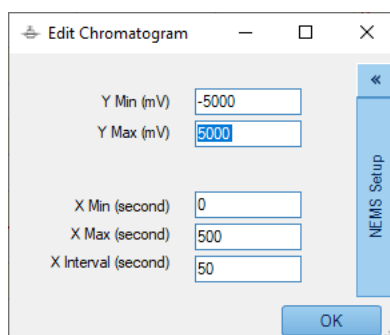 Edit Chromatogram
«
Y Min (mV) -5000
Y Max (mV) 5000
X Min (second) 0
X Max (second) 500
X Interval (second) 50
NEMS Setup
OK